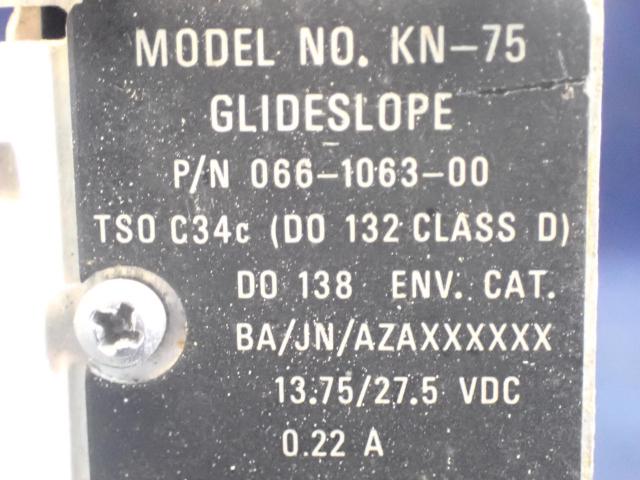 MODEL NO. KN-75
GLIDESLOPE
P/N 066-1063-00
TSO C34c (DO 132 CLASS D)
DO 138 ENV. CAT.
BA/JN/AZAXXXXXX
13.75/27.5 VDC
0.22 A